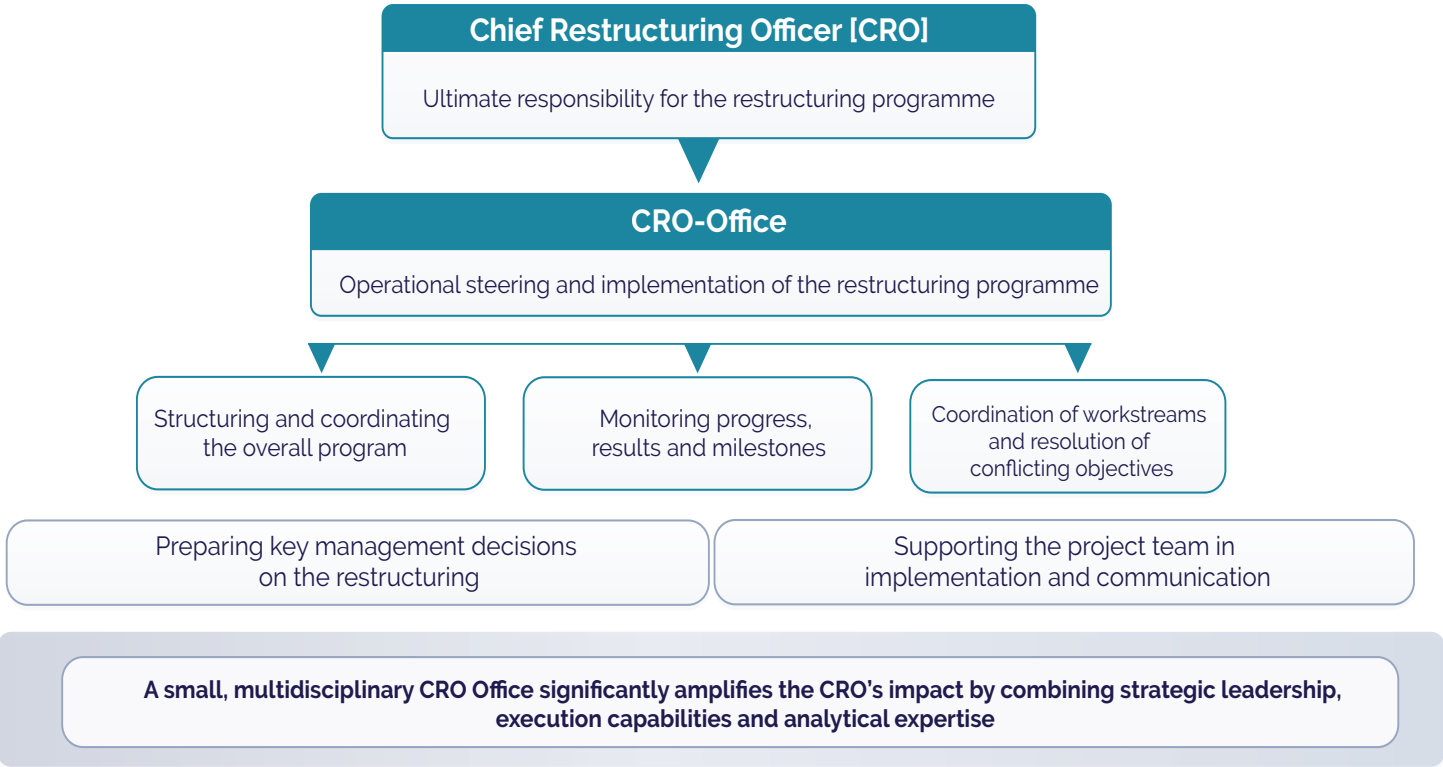 Chief Restructuring Officer [CRO]
Ultimate responsibility for the restructuring programme
CRO-Office
Operational steering and implementation of the restructuring programme
Structuring and coordinating
the overall program
Monitoring progress,
results and milestones
Coordination of workstreams
and resolution of
conflicting objectives
Preparing key management decisions
on the restructuring
Supporting the project team in
implementation and communication
A small, multidisciplinary CRO Office significantly amplifies the CRO's impact by combining strategic leadership,
execution capabilities and analytical expertise